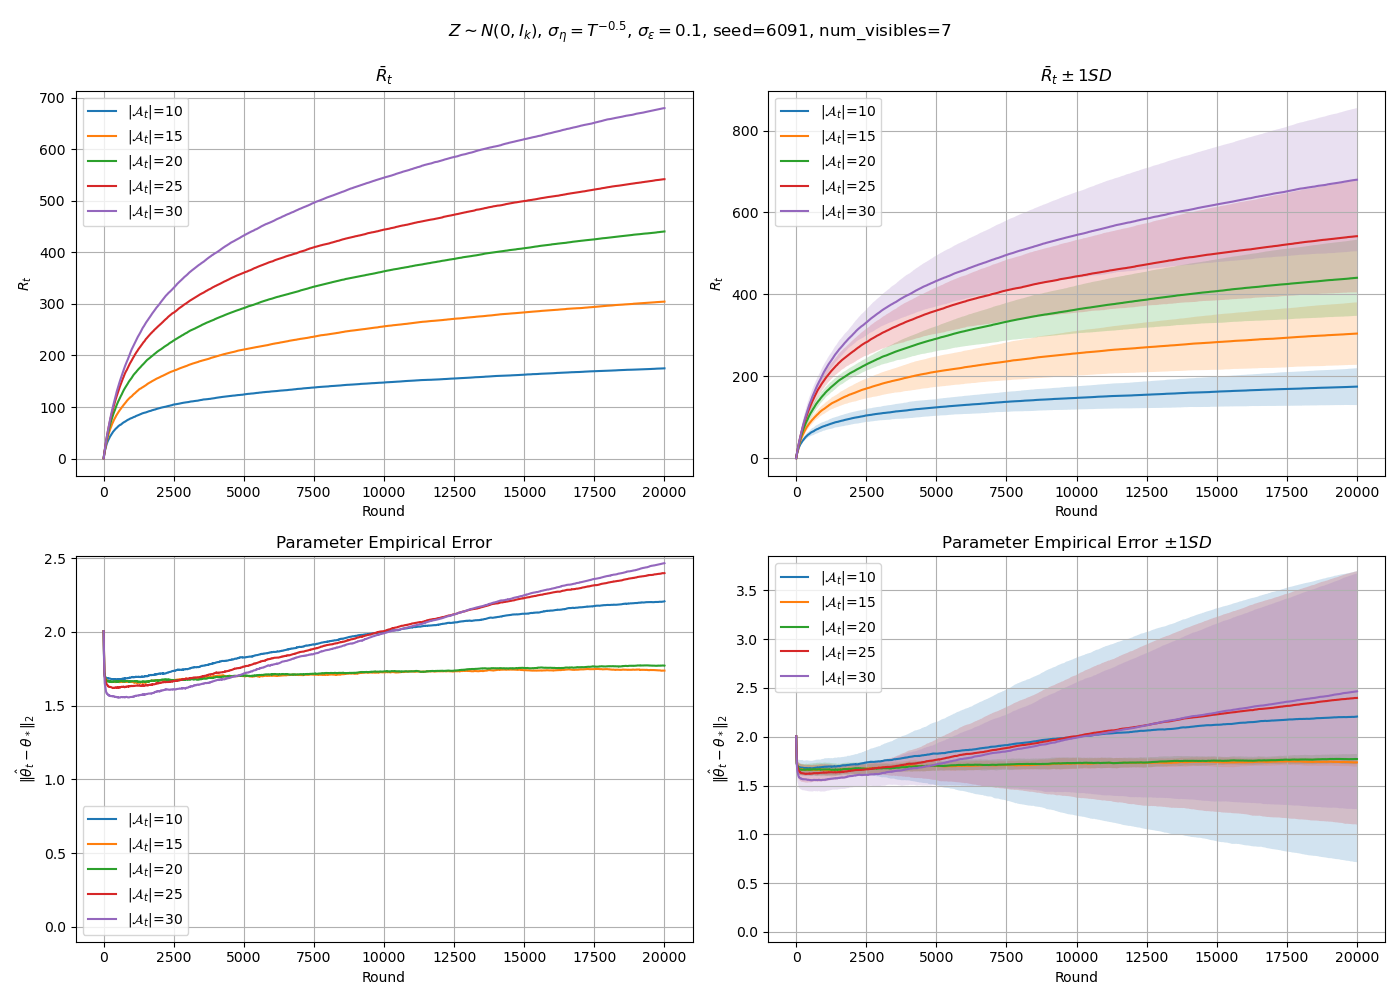 Z ∼ N(0, I_k), σ_η = T^{−0.5}, σ_ε = 0.1, seed=6091, num_visibles=7
R̄_t
R̄_t ± 1SD
|𝒜_t|=10
|𝒜_t|=15
|𝒜_t|=20
|𝒜_t|=25
|𝒜_t|=30
700
600
500
400
300
200
100
0
R_t
0 2500 5000 7500 10000 12500 15000 17500 20000
Round
|𝒜_t|=10
|𝒜_t|=15
|𝒜_t|=20
|𝒜_t|=25
|𝒜_t|=30
800
600
400
200
0
R_t
0 2500 5000 7500 10000 12500 15000 17500 20000
Round
Parameter Empirical Error
2.5
2.0
1.5
1.0
0.5
0.0
‖θ̂_t − θ_*‖_2
|𝒜_t|=10
|𝒜_t|=15
|𝒜_t|=20
|𝒜_t|=25
|𝒜_t|=30
0 2500 5000 7500 10000 12500 15000 17500 20000
Round
Parameter Empirical Error ±1SD
|𝒜_t|=10
|𝒜_t|=15
|𝒜_t|=20
|𝒜_t|=25
|𝒜_t|=30
3.5
3.0
2.5
2.0
1.5
1.0
0.5
0.0
‖θ̂_t − θ_*‖_2
0 2500 5000 7500 10000 12500 15000 17500 20000
Round